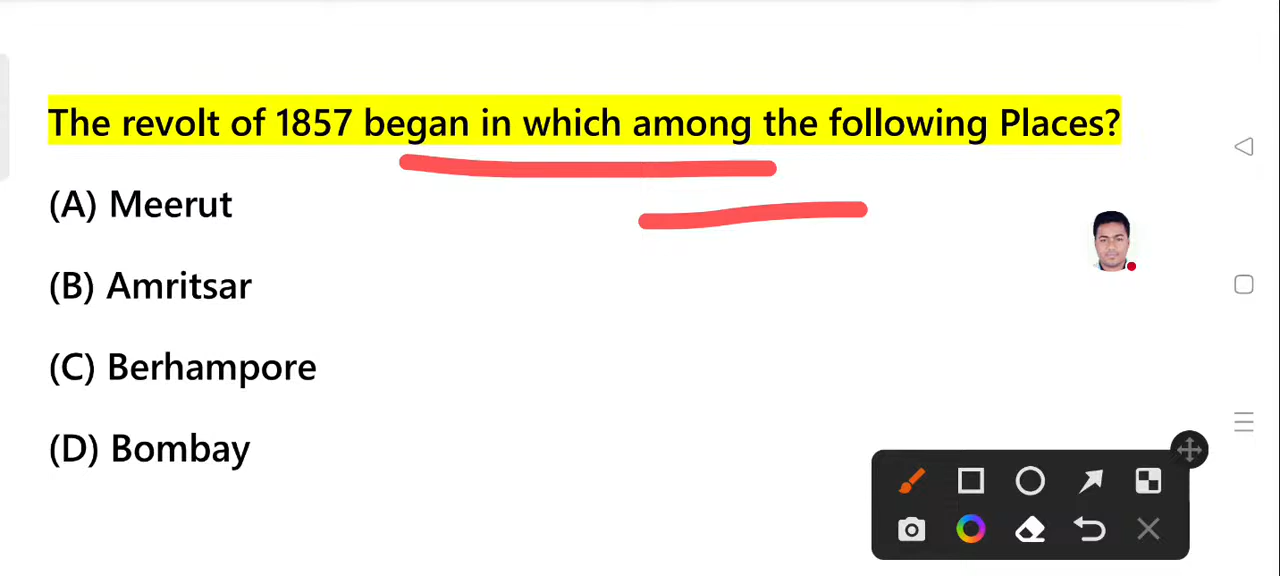 The revolt of 1857 began in which among the following Places?
(A) Meerut
(B) Amritsar
(C) Berhampore
(D) Bombay